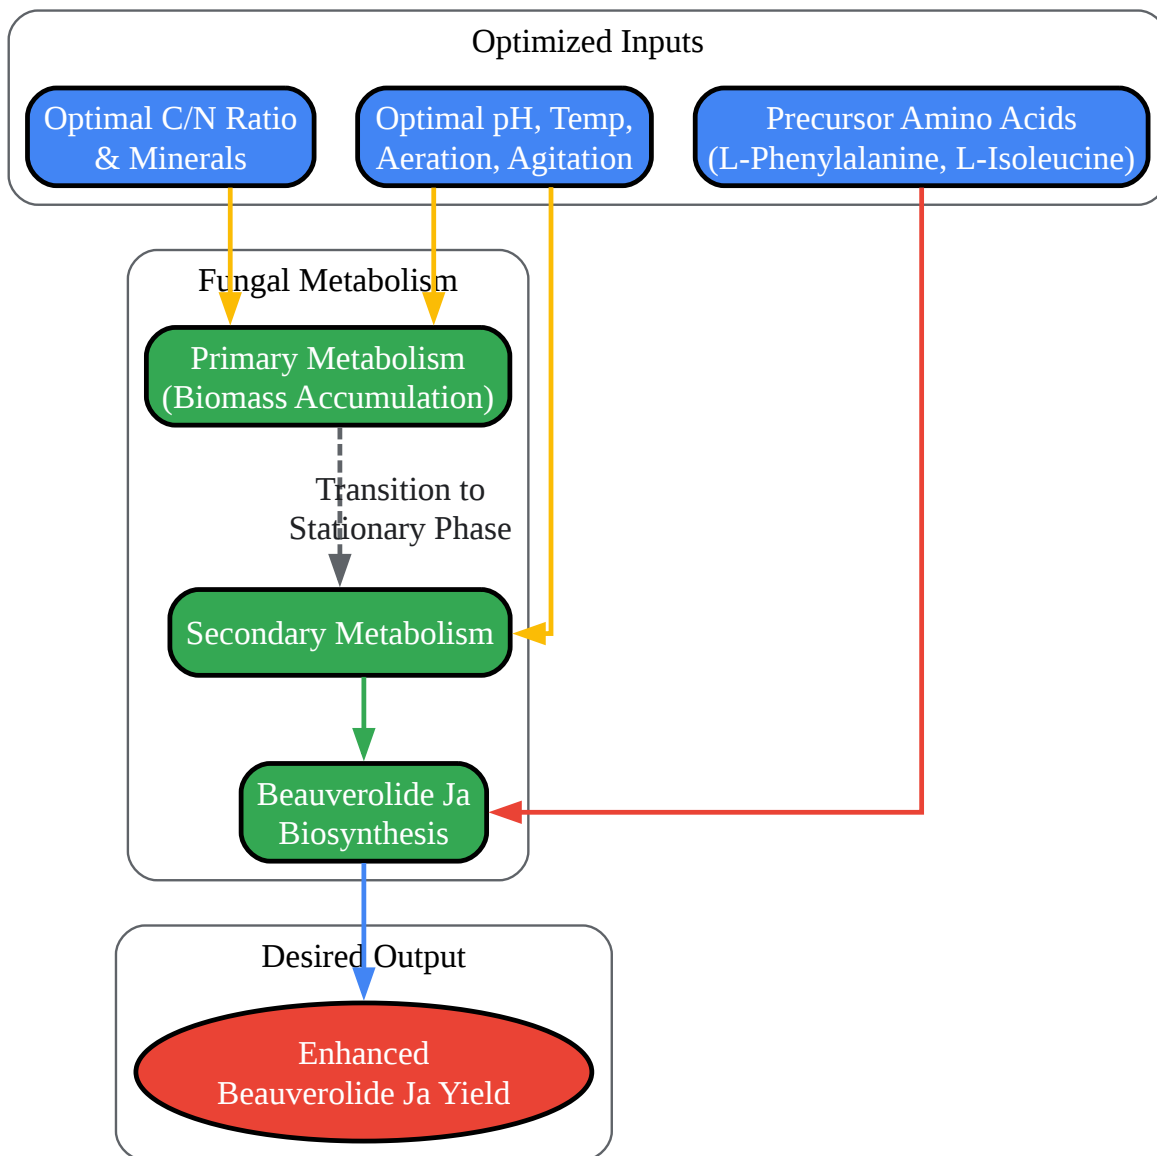 Optimized Inputs
Optimal C/N Ratio
& Minerals
Optimal pH, Temp,
Aeration, Agitation
Precursor Amino Acids
(L-Phenylalanine, L-Isoleucine)
Fungal Metabolism
Primary Metabolism
(Biomass Accumulation)
Transition to
Stationary Phase
Secondary Metabolism
Beauverolide Ja
Biosynthesis
Desired Output
Enhanced
Beauverolide Ja Yield